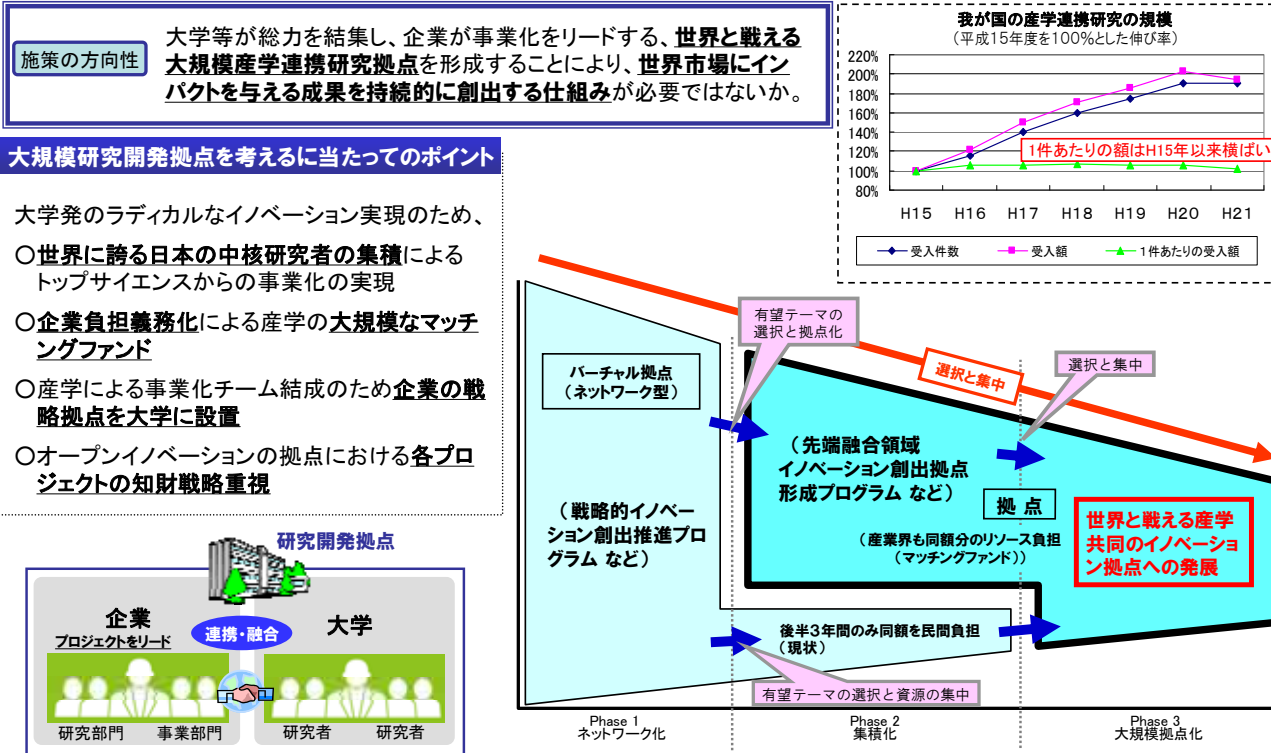 施策の方向性
大学等が総力を結集し、企業が事業化をリードする、世界と戦える
大規模産学連携研究拠点を形成することにより、世界市場にイン
パクトを与える成果を持続的に創出する仕組みが必要ではないか。
我が国の産学連携研究の規模
(平成15年度を100%とした伸び率)
220%
200%
180%
160%
140%
120%
100%
80%
1件あたりの額はH15年以来横ばい
H15 H16 H17 H18 H19 H20 H21
受入件数 受入額 1件あたりの受入額
大規模研究開発拠点を考えるに当たってのポイント
大学発のラディカルなイノベーション実現のため、
○世界に誇る日本の中核研究者の集積による
トップサイエンスからの事業化の実現
○企業負担義務化による産学の大規模なマッチ
ングファンド
○産学による事業化チーム結成のため企業の戦
略拠点を大学に設置
○オープンイノベーションの拠点における各プロ
ジェクトの知財戦略重視
研究開発拠点
企業
プロジェクトをリード
連携・融合
大学
研究部門 事業部門 研究者 研究者
有望テーマの
選択と拠点化
選択と集中
選択と集中
バーチャル拠点
(ネットワーク型)
(戦略的イノベー
ション創出推進プロ
グラム など)
(先端融合領域
イノベーション創出拠点
形成プログラム など)
拠 点
(産業界も同額分のリソース負担
(マッチングファンド))
世界と戦える産学
共同のイノベーショ
ン拠点への発展
後半3年間のみ同額を民間負担
(現状)
有望テーマの選択と資源の集中
Phase 1
ネットワーク化
Phase 2
集積化
Phase 3
大規模拠点化